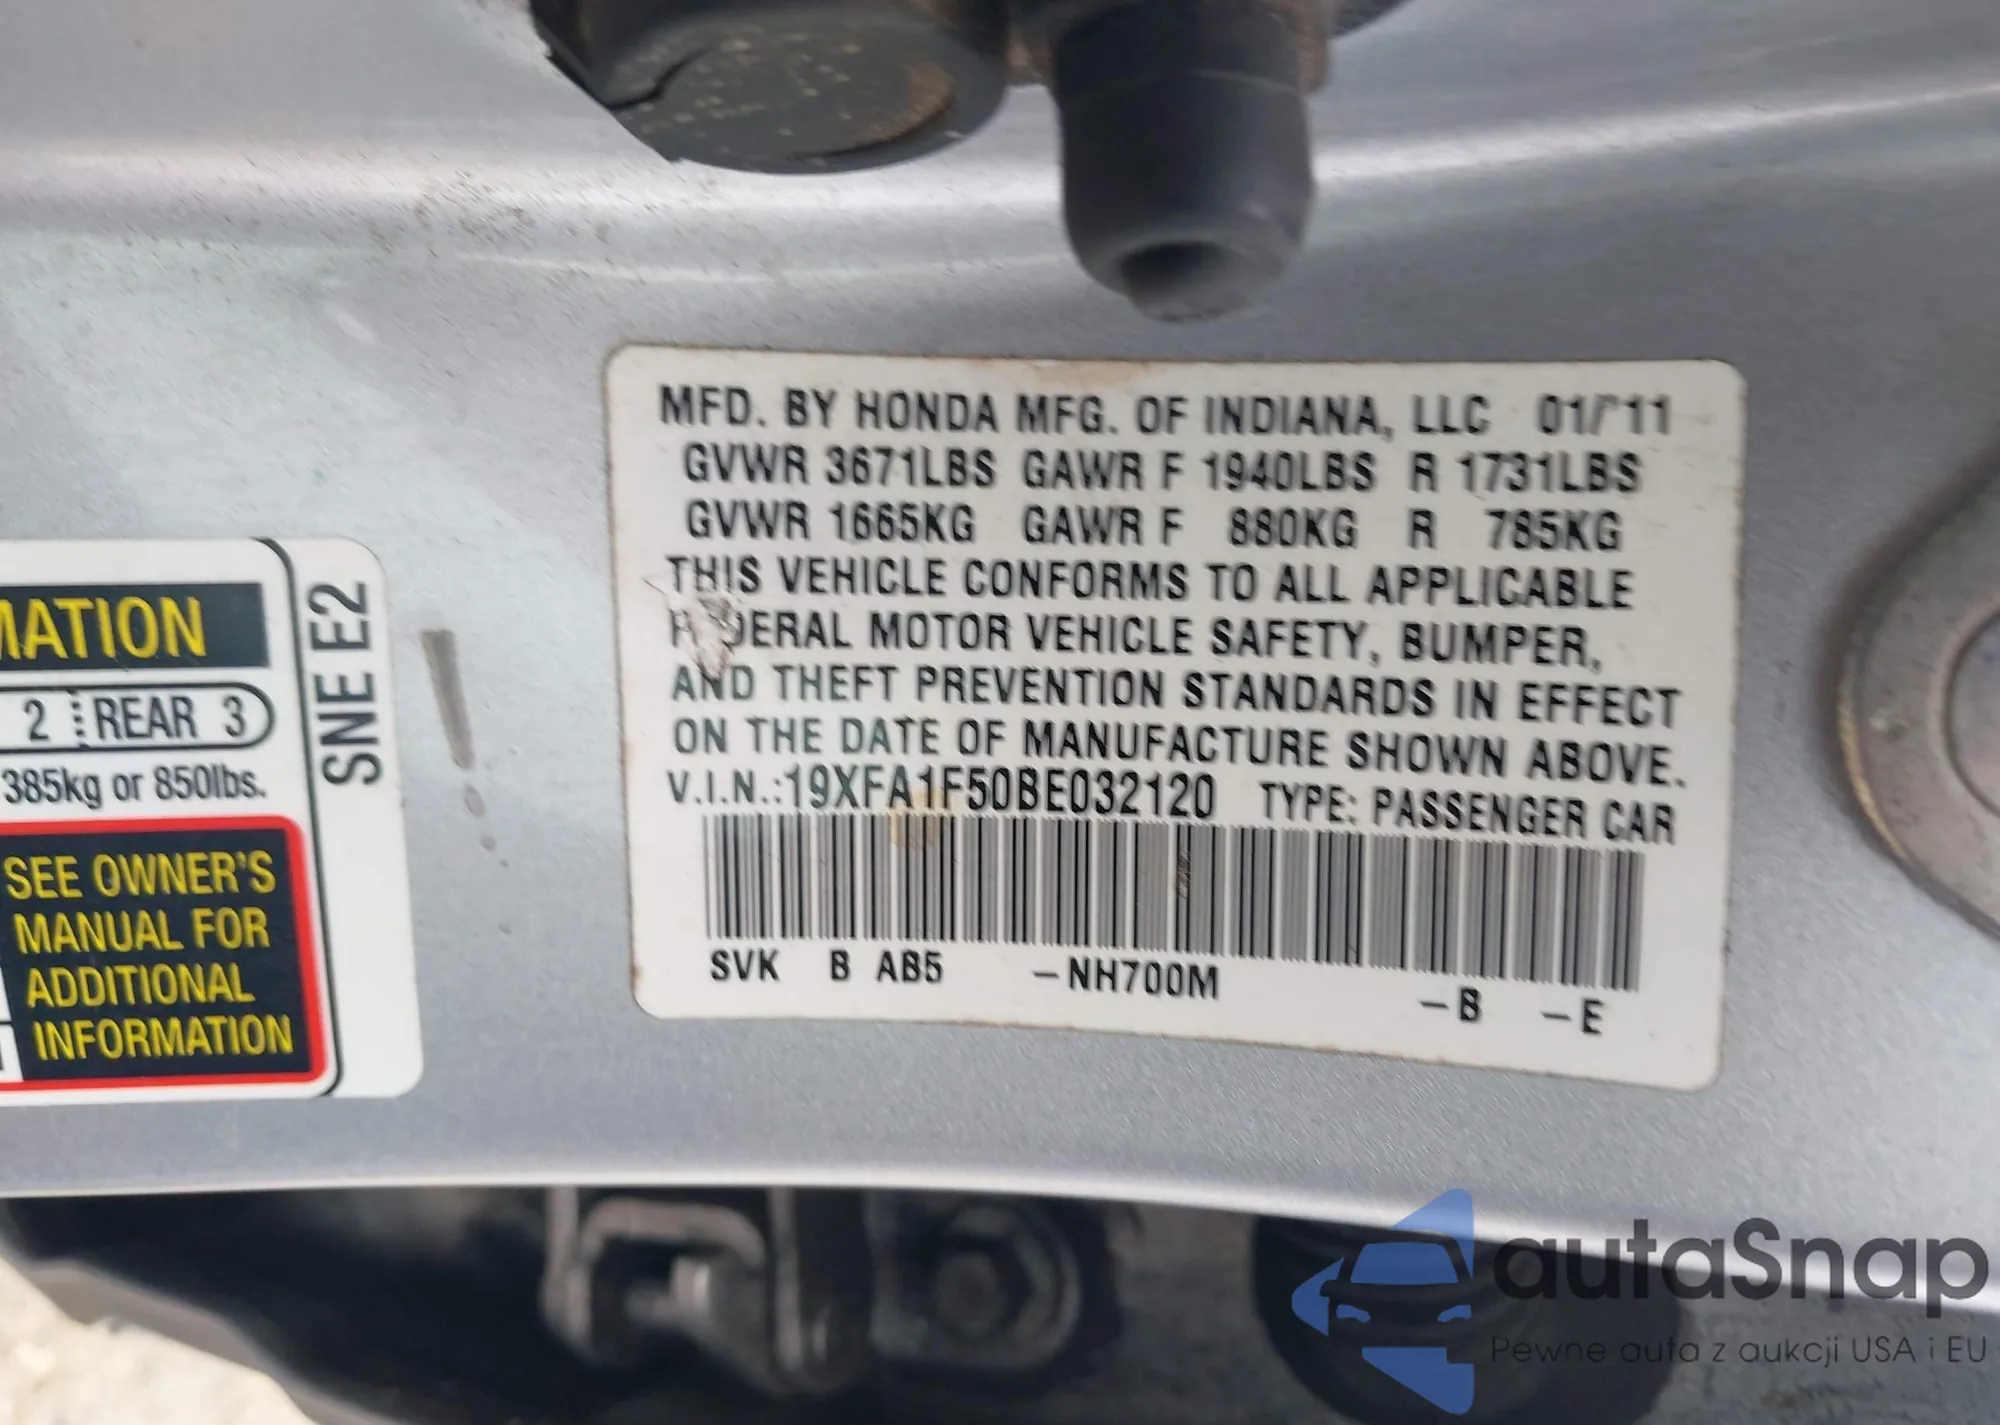 MFD. BY HONDA MFG. OF INDIANA, LLC 01/'11
GVWR 3671LBS GAWR F 1940LBS R 1731LBS
GVWR 1665KG GAWR F 880KG R 785KG
THIS VEHICLE CONFORMS TO ALL APPLICABLE
MOTOR VEHICLE SAFETY, BUMPER,
AND THEFT PREVENTION STANDARDS IN EFFECT
ON THE DATE OF MANUFACTURE SHOWN ABOVE.
V.I.N.:19XFA1F50BE032120 TYPE: PASSENGER CAR
SVK B AB5 -NH700M -B -E
MATION
2 REAR 3
385kg or 850lbs.
SEE OWNER'S
MANUAL FOR
ADDITIONAL
INFORMATION
SNE E2
autaSnap
Pewne auta z aukcji USA i EU